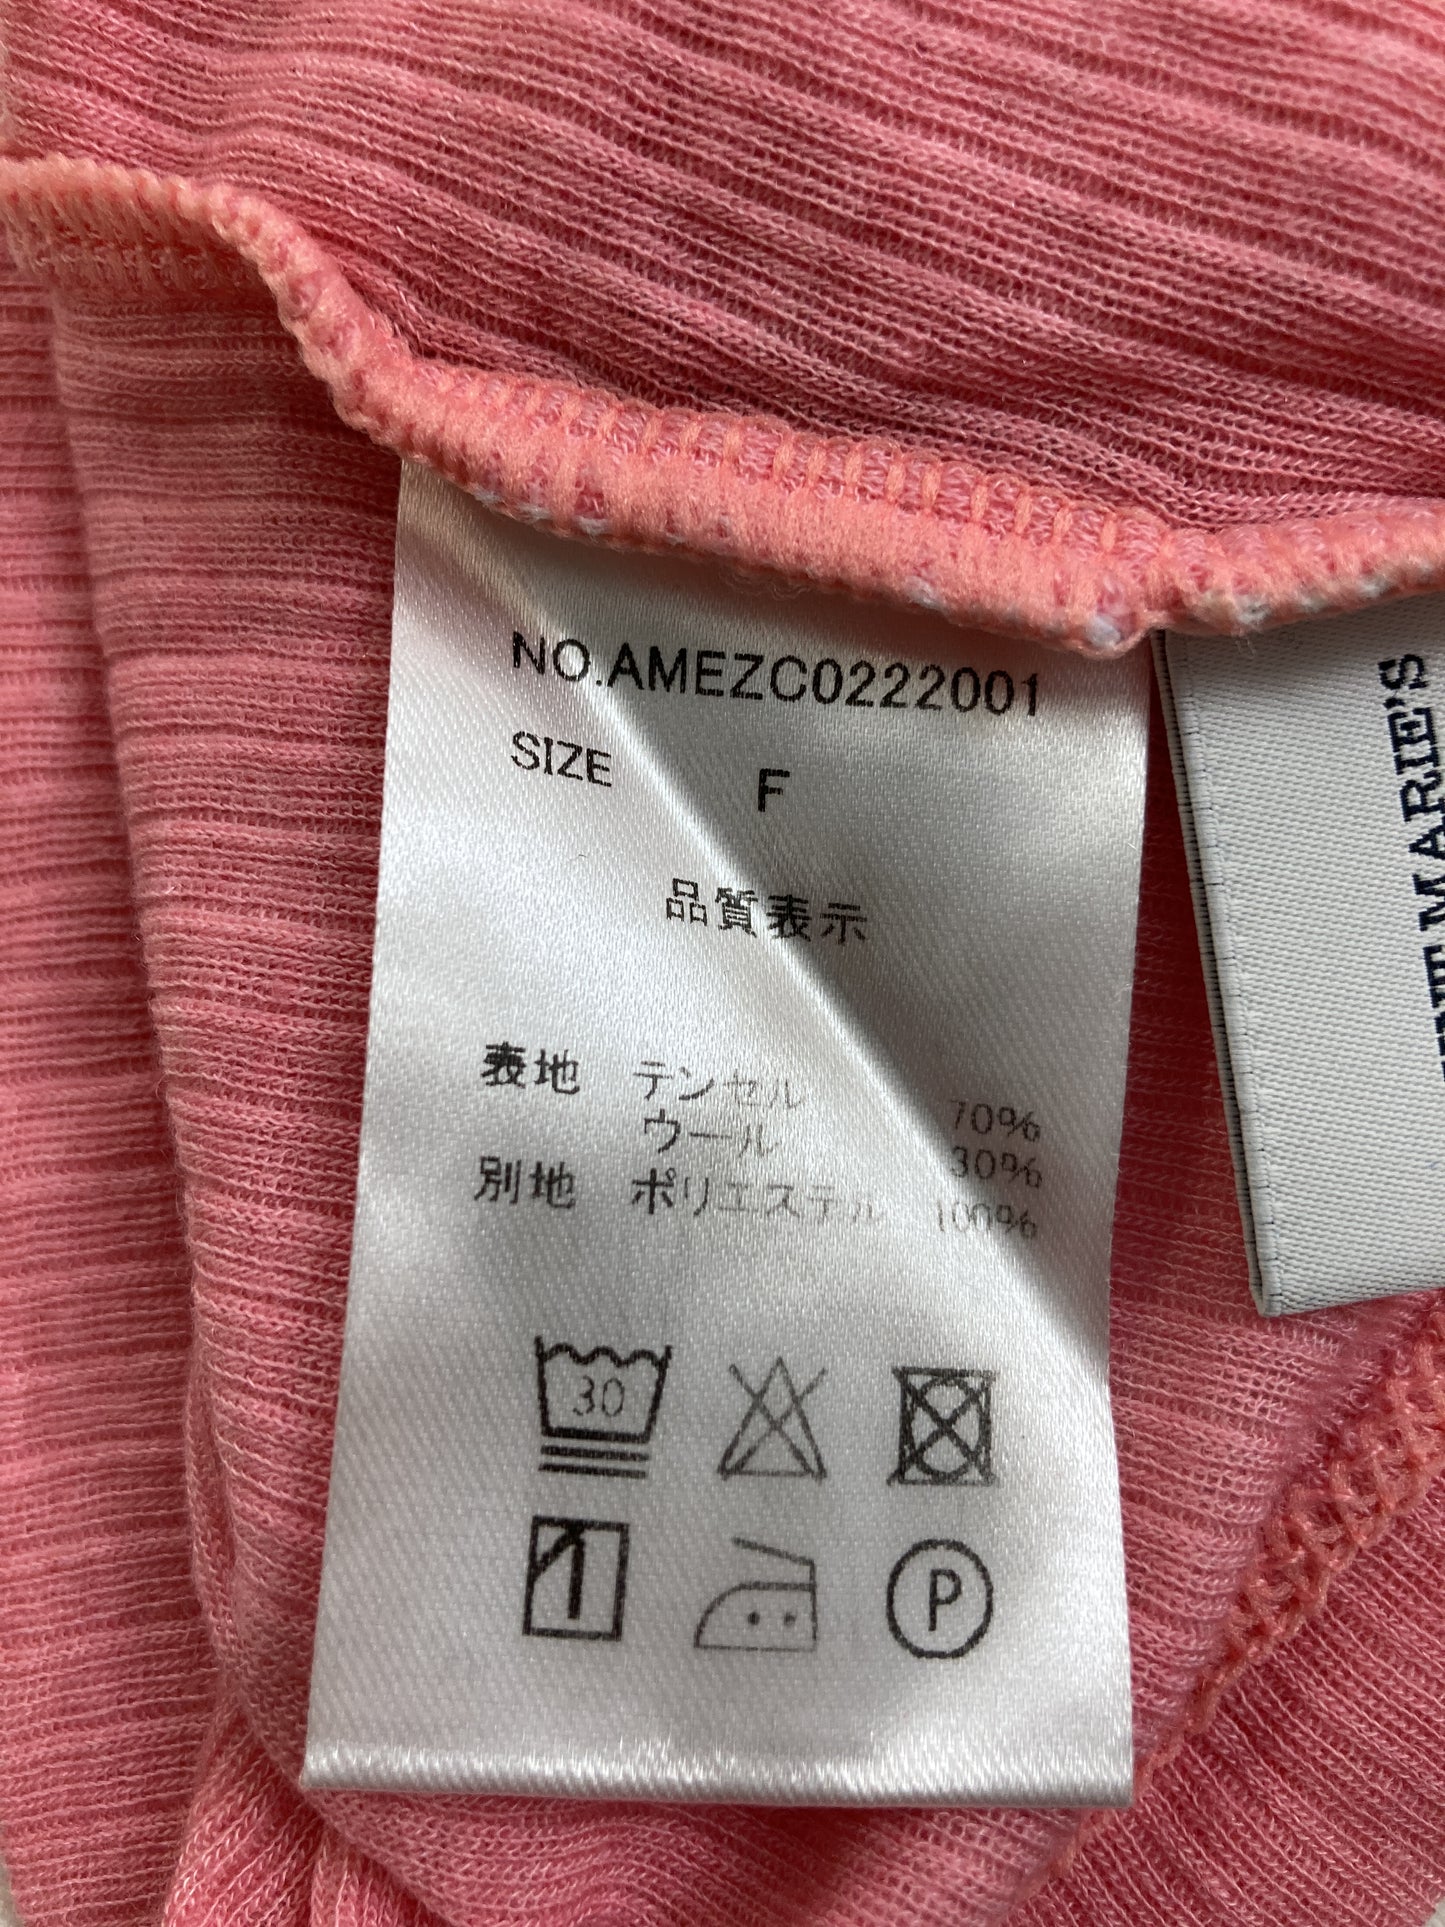 NO.AMEZC0222001
SIZE F
品質表示
表地 テンセル 70%
ウール 30%
別地 ポリエステル 100%
30
P
MARIE'S